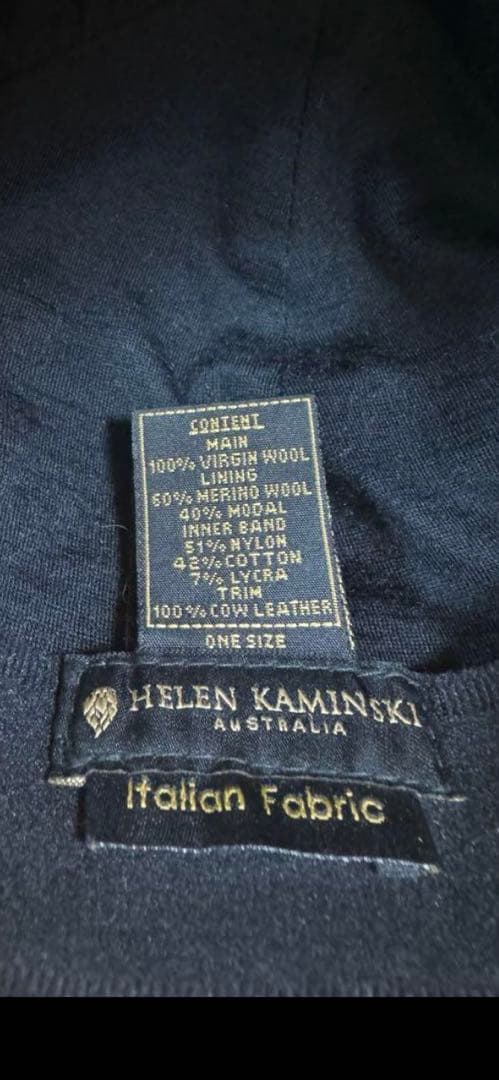 CONTENT
MAIN
100% VIRGIN WOOL
LINING
60% MERINO WOOL
40% MODAL
INNER BAND
51% NYLON
42% COTTON
7% LYCRA
TRIM
100% COW LEATHER
ONE SIZE
HELEN KAMINSKI
AUSTRALIA
Italian Fabric